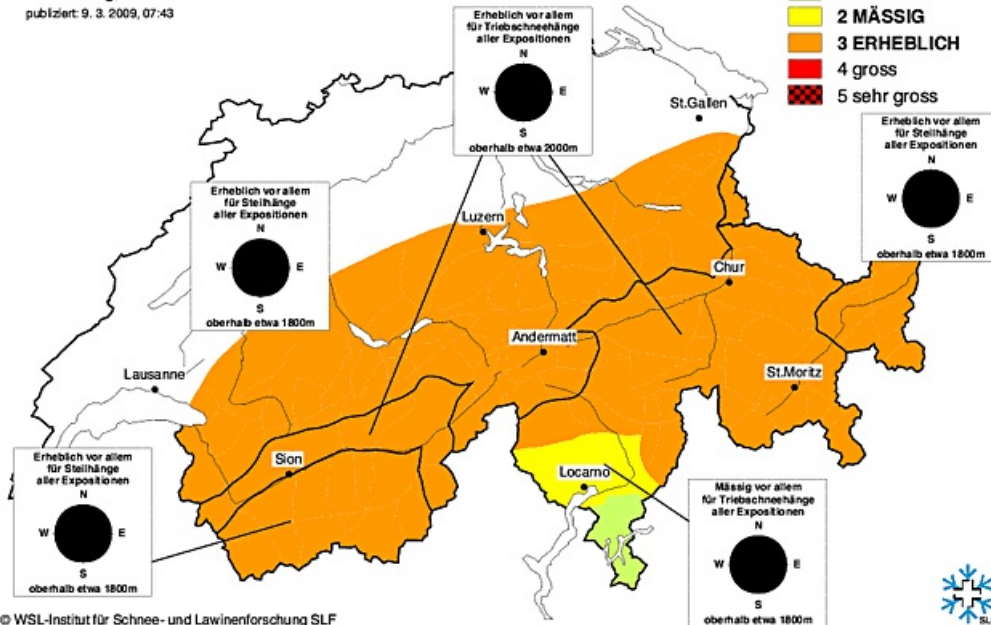 publiziert: 9. 3. 2009, 07:43
2 MÄSSIG
3 ERHEBLICH
4 gross
5 sehr gross
Erheblich vor allem
für Triebschneehänge
aller Expositionen
N
W
E
S
oberhalb etwa 2000m
St.Gallen
Erheblich vor allem
für Steilhänge
aller Expositionen
N
W
E
S
oberhalb etwa 1800m
Erheblich vor allem
für Steilhänge
aller Expositionen
N
W
E
S
oberhalb etwa 1800m
Luzern
Chur
Andermatt
Lausanne
St.Moritz
Sion
Locarno
Erheblich vor allem
für Steilhänge
aller Expositionen
N
W
E
S
oberhalb etwa 1800m
Mässig vor allem
für Triebschneehänge
aller Expositionen
N
W
E
S
oberhalb etwa 1800m
© WSL-Institut für Schnee- und Lawinenforschung SLF
SLF